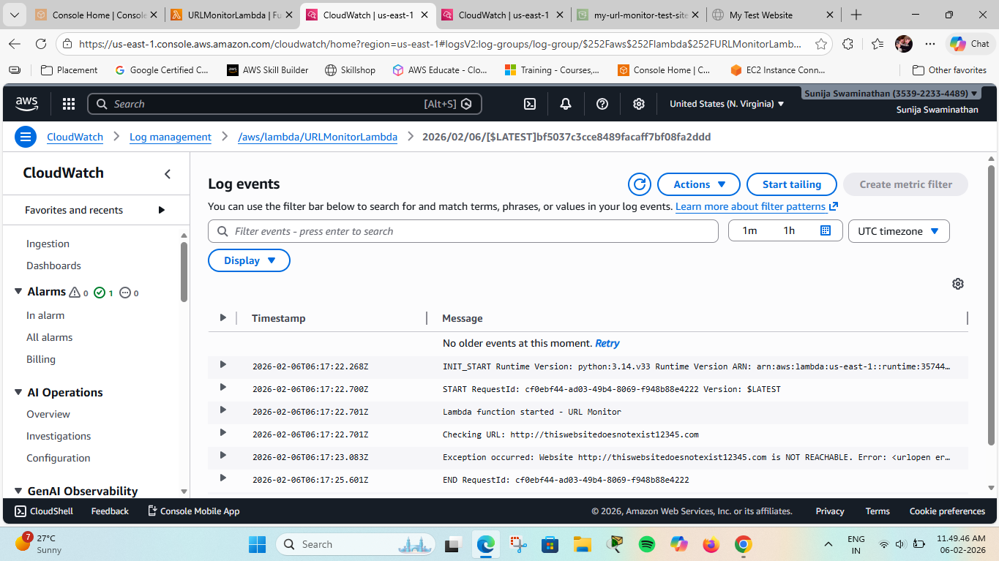 Console Home | Console
URLMonitorLambda | Fu
CloudWatch | us-east-1
CloudWatch | us-east-1
my-url-monitor-test-site
My Test Website
https://us-east-1.console.aws.amazon.com/cloudwatch/home?region=us-east-1#logsV2:log-groups/log-group/$252Faws$252Flambda$252FURLMonitorLamb...
Chat
Placement
Google Certified C...
AWS Skill Builder
Skillshop
AWS Educate - Clo...
Training - Courses,...
Console Home | C...
EC2 Instance Conn...
Other favorites
aws
Search
[Alt+S]
United States (N. Virginia)
Sunija Swaminathan (3539-2233-4489)
Sunija Swaminathan
CloudWatch
Log management
/aws/lambda/URLMonitorLambda
2026/02/06/[$LATEST]bf5037c3cce8489facaff7bf08fa2ddd
CloudWatch
Favorites and recents
Ingestion
Dashboards
Alarms 0 1 0
In alarm
All alarms
Billing
AI Operations
Overview
Investigations
Configuration
GenAI Observability
Log events
Actions
Start tailing
Create metric filter
You can use the filter bar below to search for and match terms, phrases, or values in your log events. Learn more about filter patterns
Filter events - press enter to search
1m 1h
UTC timezone
Display
Timestamp Message
No older events at this moment. Retry
2026-02-06T06:17:22.268Z INIT_START Runtime Version: python:3.14.v33 Runtime Version ARN: arn:aws:lambda:us-east-1::runtime:35744…
2026-02-06T06:17:22.700Z START RequestId: cf0ebf44-ad03-49b4-8069-f948b88e4222 Version: $LATEST
2026-02-06T06:17:22.701Z Lambda function started - URL Monitor
2026-02-06T06:17:22.701Z Checking URL: http://thiswebsitedoesnotexist12345.com
2026-02-06T06:17:23.083Z Exception occurred: Website http://thiswebsitedoesnotexist12345.com is NOT REACHABLE. Error: <urlopen er…
2026-02-06T06:17:25.601Z END RequestId: cf0ebf44-ad03-49b4-8069-f948b88e4222
CloudShell
Feedback
Console Mobile App
© 2026, Amazon Web Services, Inc. or its affiliates.
Privacy
Terms
Cookie preferences
7
27°C
Sunny
Search
ENG
IN
11.49.46 AM
06-02-2026